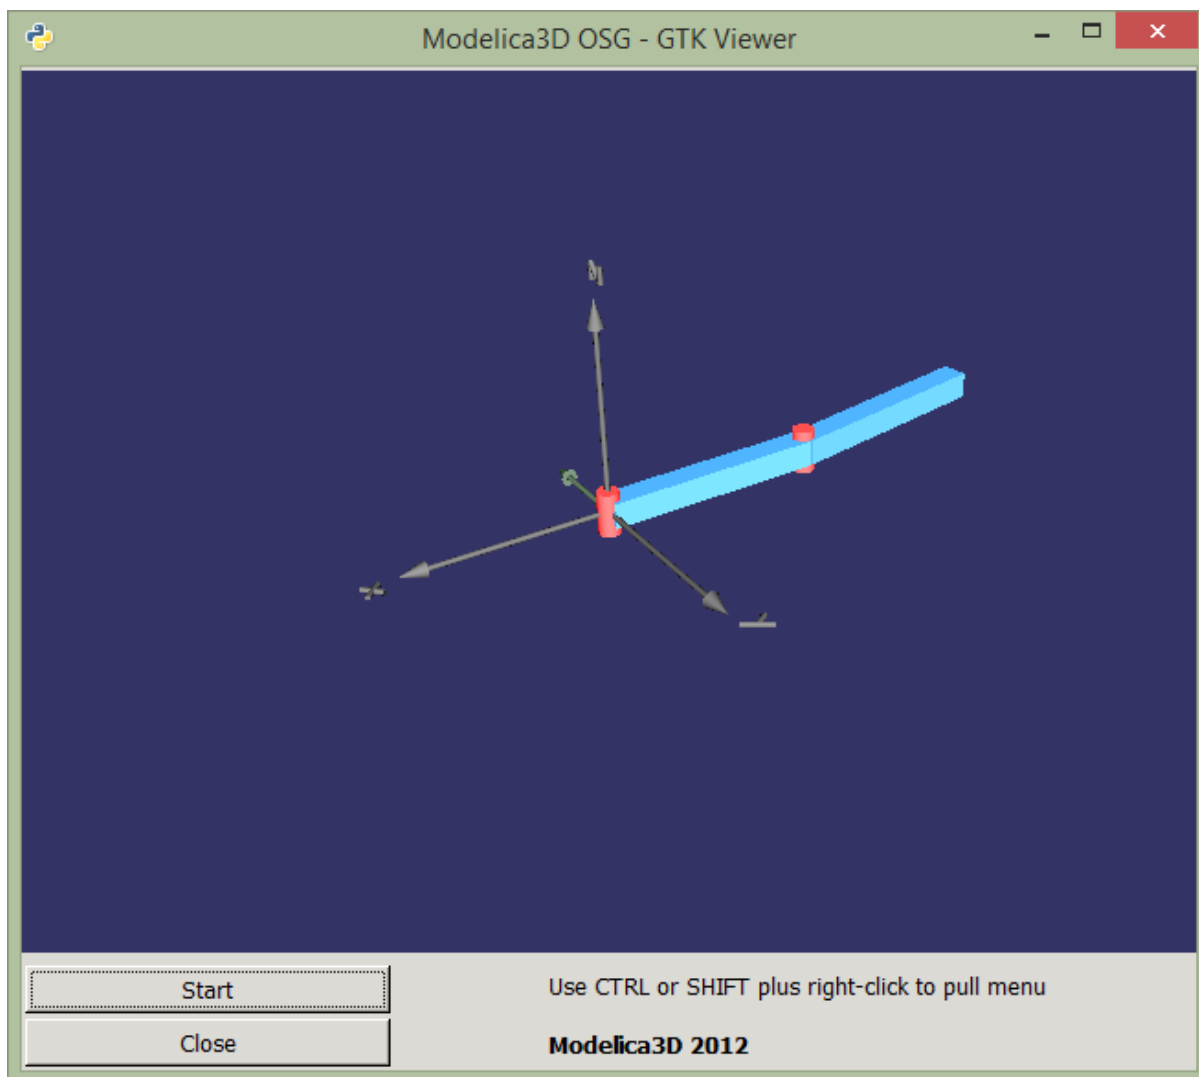 Modelica3D OSG - GTK Viewer
Start
Use CTRL or SHIFT plus right-click to pull menu
Close
Modelica3D 2012